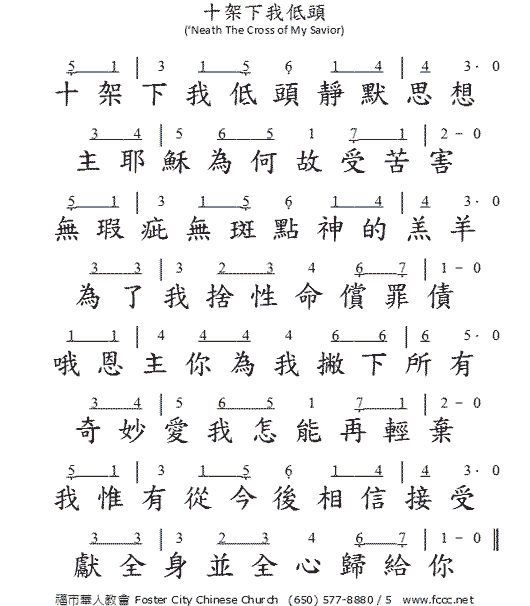 十架下我低頭
('Neath The Cross of My Savior)
5 1 | 3 1 5 6 1 4 | 4 3· 0
十架下我低頭靜默思想
3 4 | 5 6 5 1 7 1 | 2 - 0
主耶穌為何故受苦害
5 1 | 3 1 5 6 1 4 | 4 3· 0
無瑕疵無斑點神的羔羊
3 3 | 3 2 3 4 6 7 | 1 - 0
為了我捨性命償罪債
1 1 | 4 4 4 4 6 6 | 6 5· 0
哦恩主你為我撇下所有
3 4 | 5 6 5 1 7 1 | 2 - 0
奇妙愛我怎能再輕棄
5 1 | 3 1 5 6 1 4 | 4 3· 0
我惟有從今後相信接受
3 3 | 3 2 3 4 6 7 | 1 - 0 ‖
獻全身並全心歸給你
福市華人教會 Foster City Chinese Church (650) 577-8880 / 5 www.fccc.net